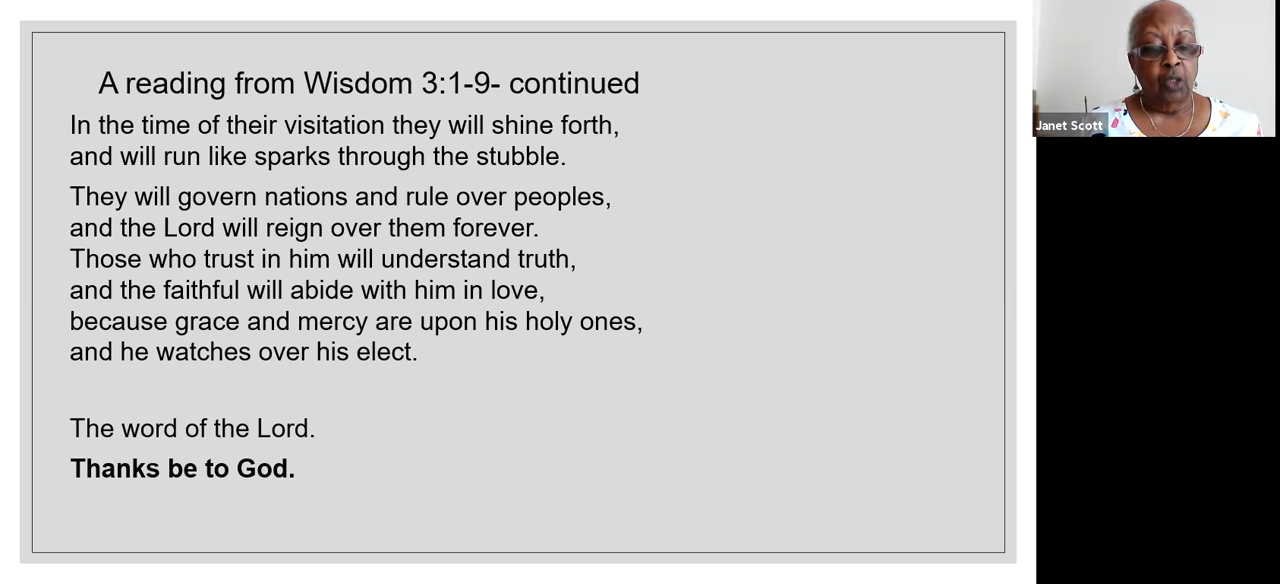 A reading from Wisdom 3:1-9- continued
In the time of their visitation they will shine forth,
and will run like sparks through the stubble.
They will govern nations and rule over peoples,
and the Lord will reign over them forever.
Those who trust in him will understand truth,
and the faithful will abide with him in love,
because grace and mercy are upon his holy ones,
and he watches over his elect.
The word of the Lord.
Thanks be to God.
Janet Scott